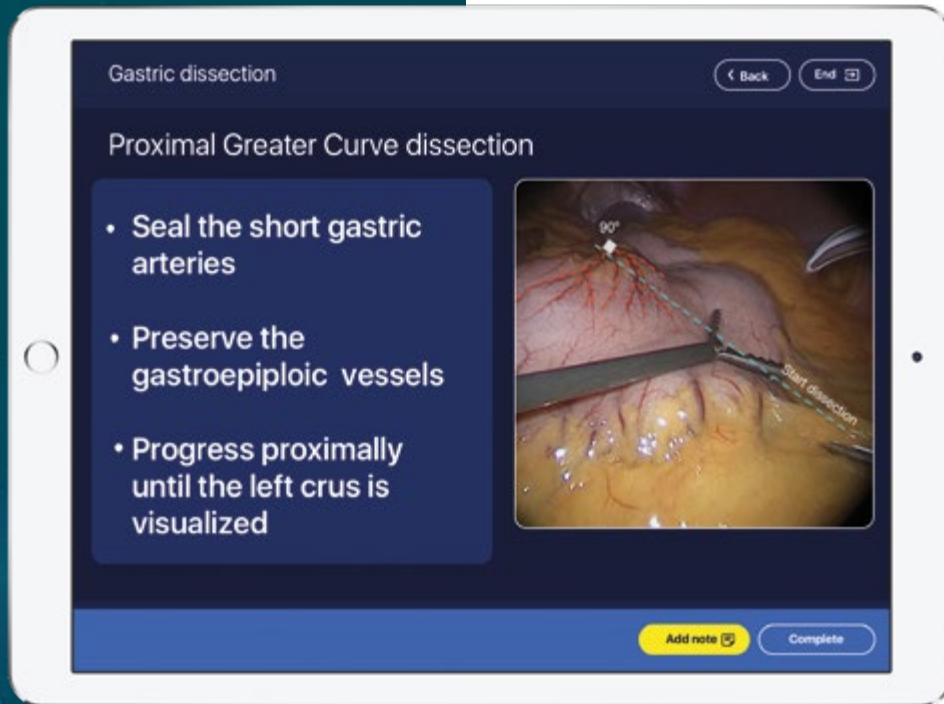 Gastric dissection
< Back
End
Proximal Greater Curve dissection
• Seal the short gastric
arteries
• Preserve the
gastroepiploic vessels
• Progress proximally
until the left crus is
visualized
90°
Start dissection
Add note
Complete